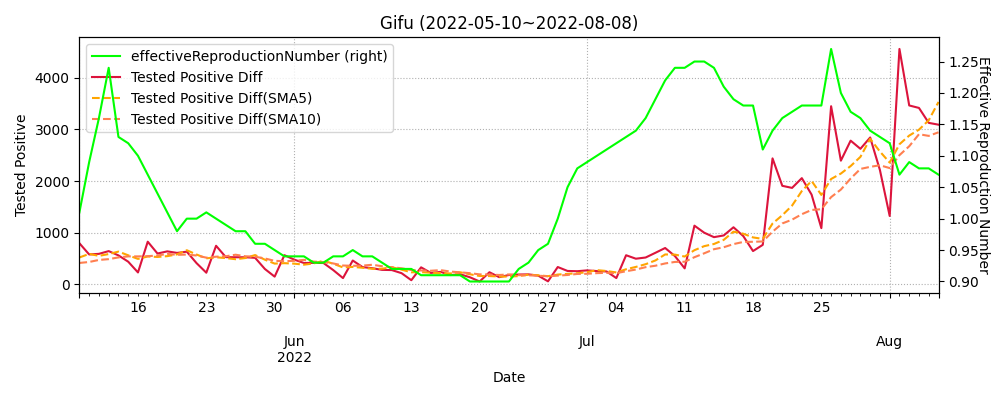 Gifu (2022-05-10~2022-08-08)
effectiveReproductionNumber (right)
Tested Positive Diff
Tested Positive Diff(SMA5)
Tested Positive Diff(SMA10)
Tested Positive
4000
3000
2000
1000
0
Effective Reproduction Number
1.25
1.20
1.15
1.10
1.05
1.00
0.95
0.90
16 23 30 06 13 20 27 04 11 18 25
Jun Jul Aug
2022
Date